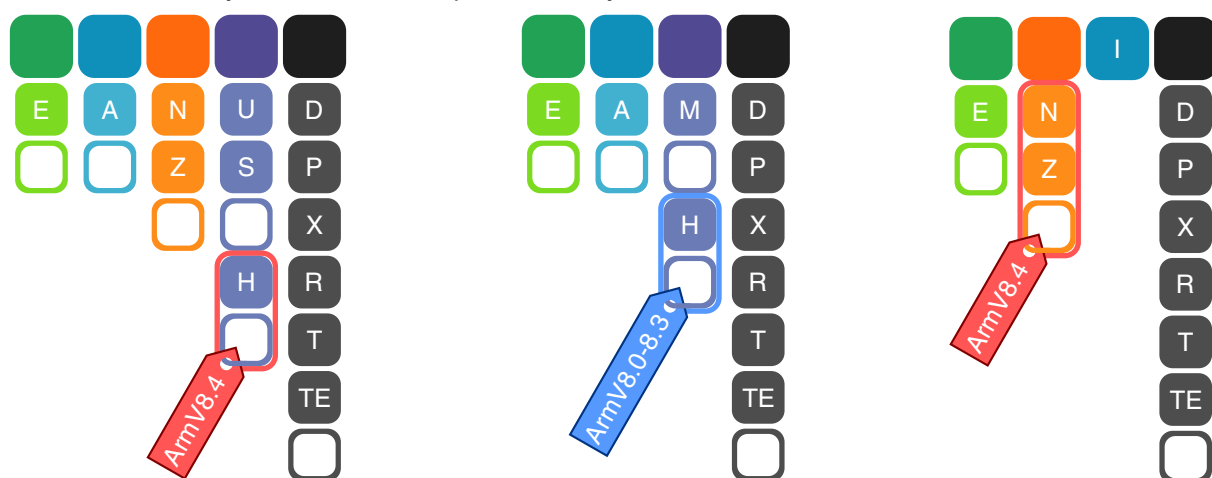 I
E A N U D
E A M D
E N D
Z S P
P
Z P
X
H X
X
H R
R
R
T
T
T
TE
TE
TE
ArmV8.4
ArmV8.0-8.3
ArmV8.4